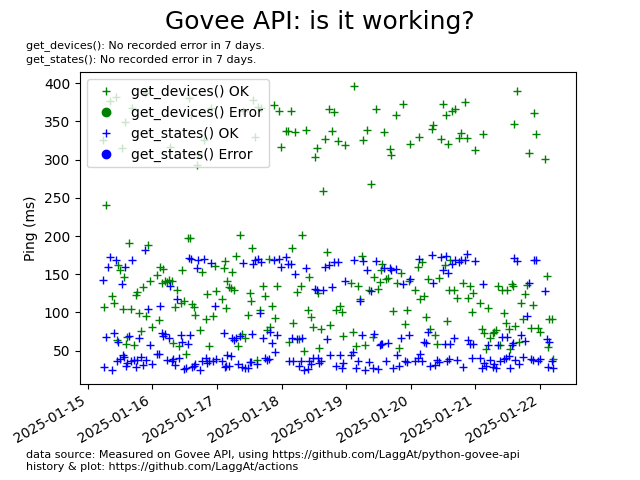 Govee API: is it working?
get_devices(): No recorded error in 7 days.
get_states(): No recorded error in 7 days.
400
350
300
250
200
150
100
50
Ping (ms)
get_devices() OK
get_devices() Error
get_states() OK
get_states() Error
2025-01-15
2025-01-16
2025-01-17
2025-01-18
2025-01-19
2025-01-20
2025-01-21
2025-01-22
data source: Measured on Govee API, using https://github.com/LaggAt/python-govee-api
history & plot: https://github.com/LaggAt/actions